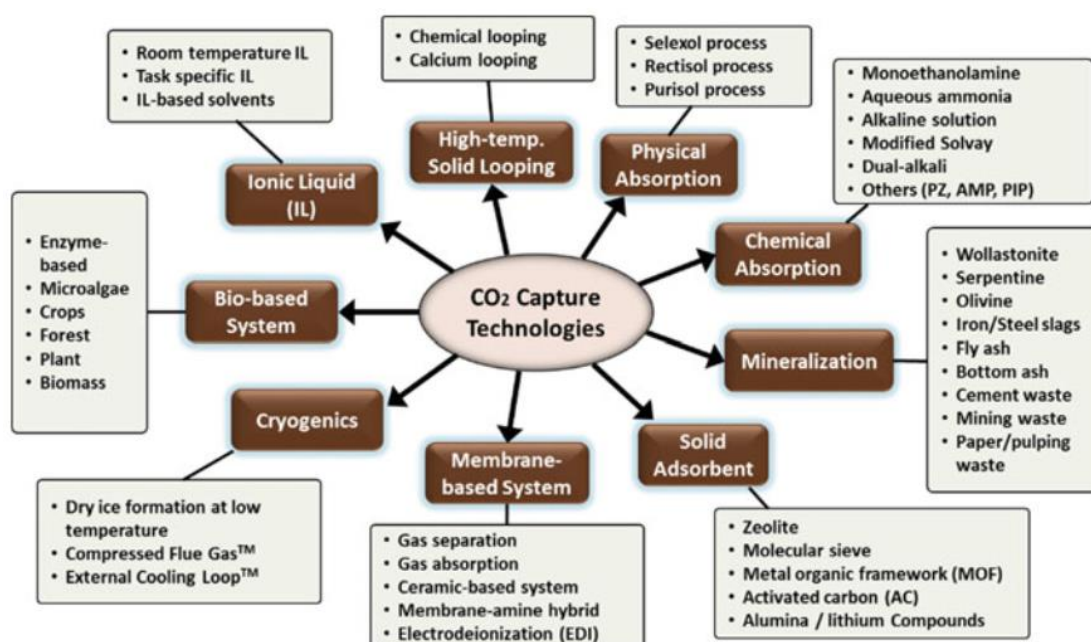 • Room temperature IL
• Task specific IL
• IL-based solvents
• Chemical looping
• Calcium looping
• Selexol process
• Rectisol process
• Purisol process
• Monoethanolamine
• Aqueous ammonia
• Alkaline solution
• Modified Solvay
• Dual-alkali
• Others (PZ, AMP, PIP)
Ionic Liquid
(IL)
High-temp.
Solid Looping
Physical
Absorption
Chemical
Absorption
• Enzyme-
based
• Microalgae
• Crops
• Forest
• Plant
• Biomass
Bio-based
System
CO₂ Capture
Technologies
Mineralization
• Wollastonite
• Serpentine
• Olivine
• Iron/Steel slags
• Fly ash
• Bottom ash
• Cement waste
• Mining waste
• Paper/pulping
waste
Cryogenics
Membrane-
based System
Solid
Adsorbent
• Dry ice formation at low
temperature
• Compressed Flue Gas™
• External Cooling Loop™
• Gas separation
• Gas absorption
• Ceramic-based system
• Membrane-amine hybrid
• Electrodeionization (EDI)
• Zeolite
• Molecular sieve
• Metal organic framework (MOF)
• Activated carbon (AC)
• Alumina / lithium Compounds